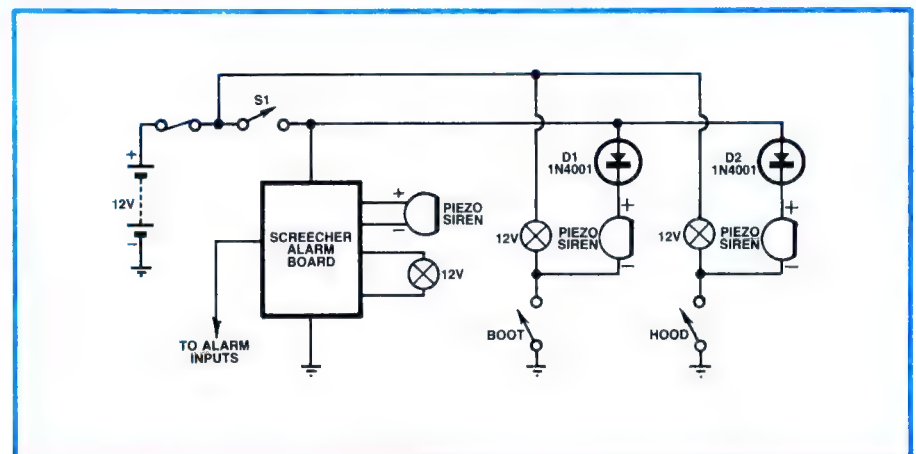 S1
+
12V
−
SCREECHER
ALARM
BOARD
+
−
PIEZO
SIREN
12V
TO ALARM
INPUTS
D1
1N4001
+
12V
PIEZO
SIREN
−
BOOT
D2
1N4001
+
12V
PIEZO
SIREN
−
HOOD